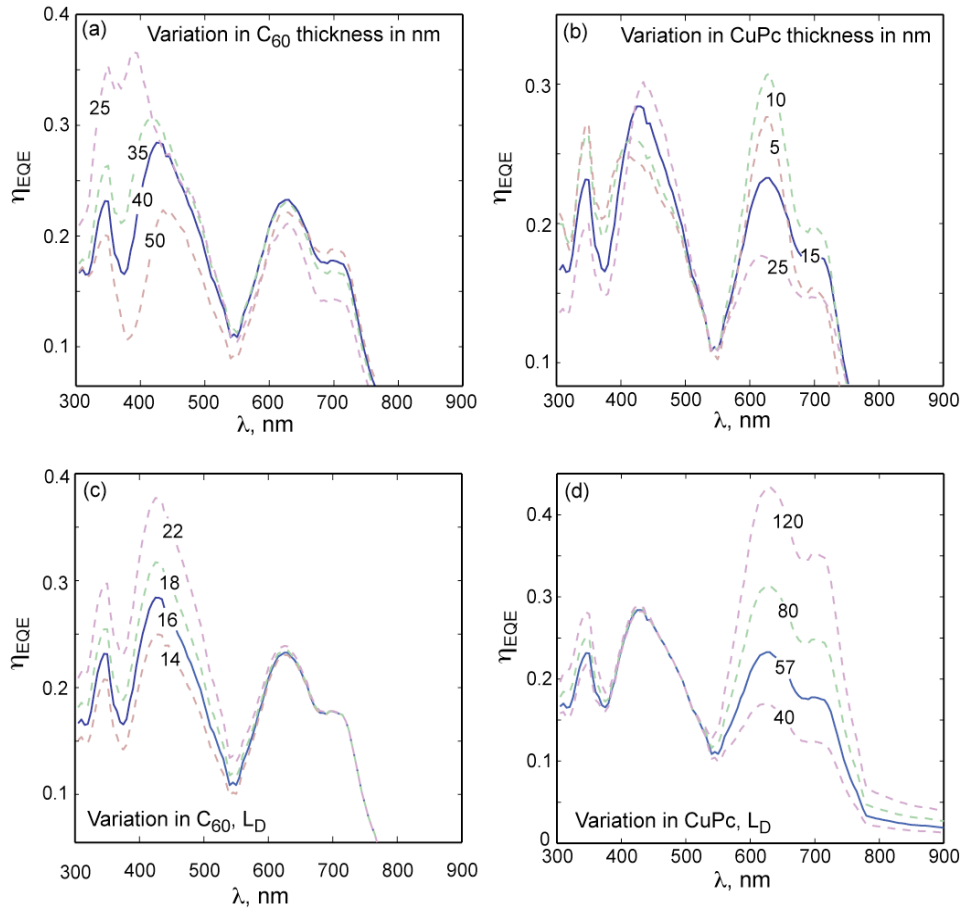 (a) Variation in C60 thickness in nm
0.4
0.3
0.2
0.1
ηEQE
25
35
40
50
300 400 500 600 700 800 900
λ, nm
(b) Variation in CuPc thickness in nm
0.4
0.3
0.2
0.1
ηEQE
10
5
15
25
300 400 500 600 700 800 900
λ, nm
(c)
0.4
0.3
0.2
0.1
ηEQE
22
18
16
14
Variation in C60, LD
300 400 500 600 700 800 900
λ, nm
(d)
0.4
0.3
0.2
0.1
0
ηEQE
120
80
57
40
Variation in CuPc, LD
300 400 500 600 700 800 900
λ, nm